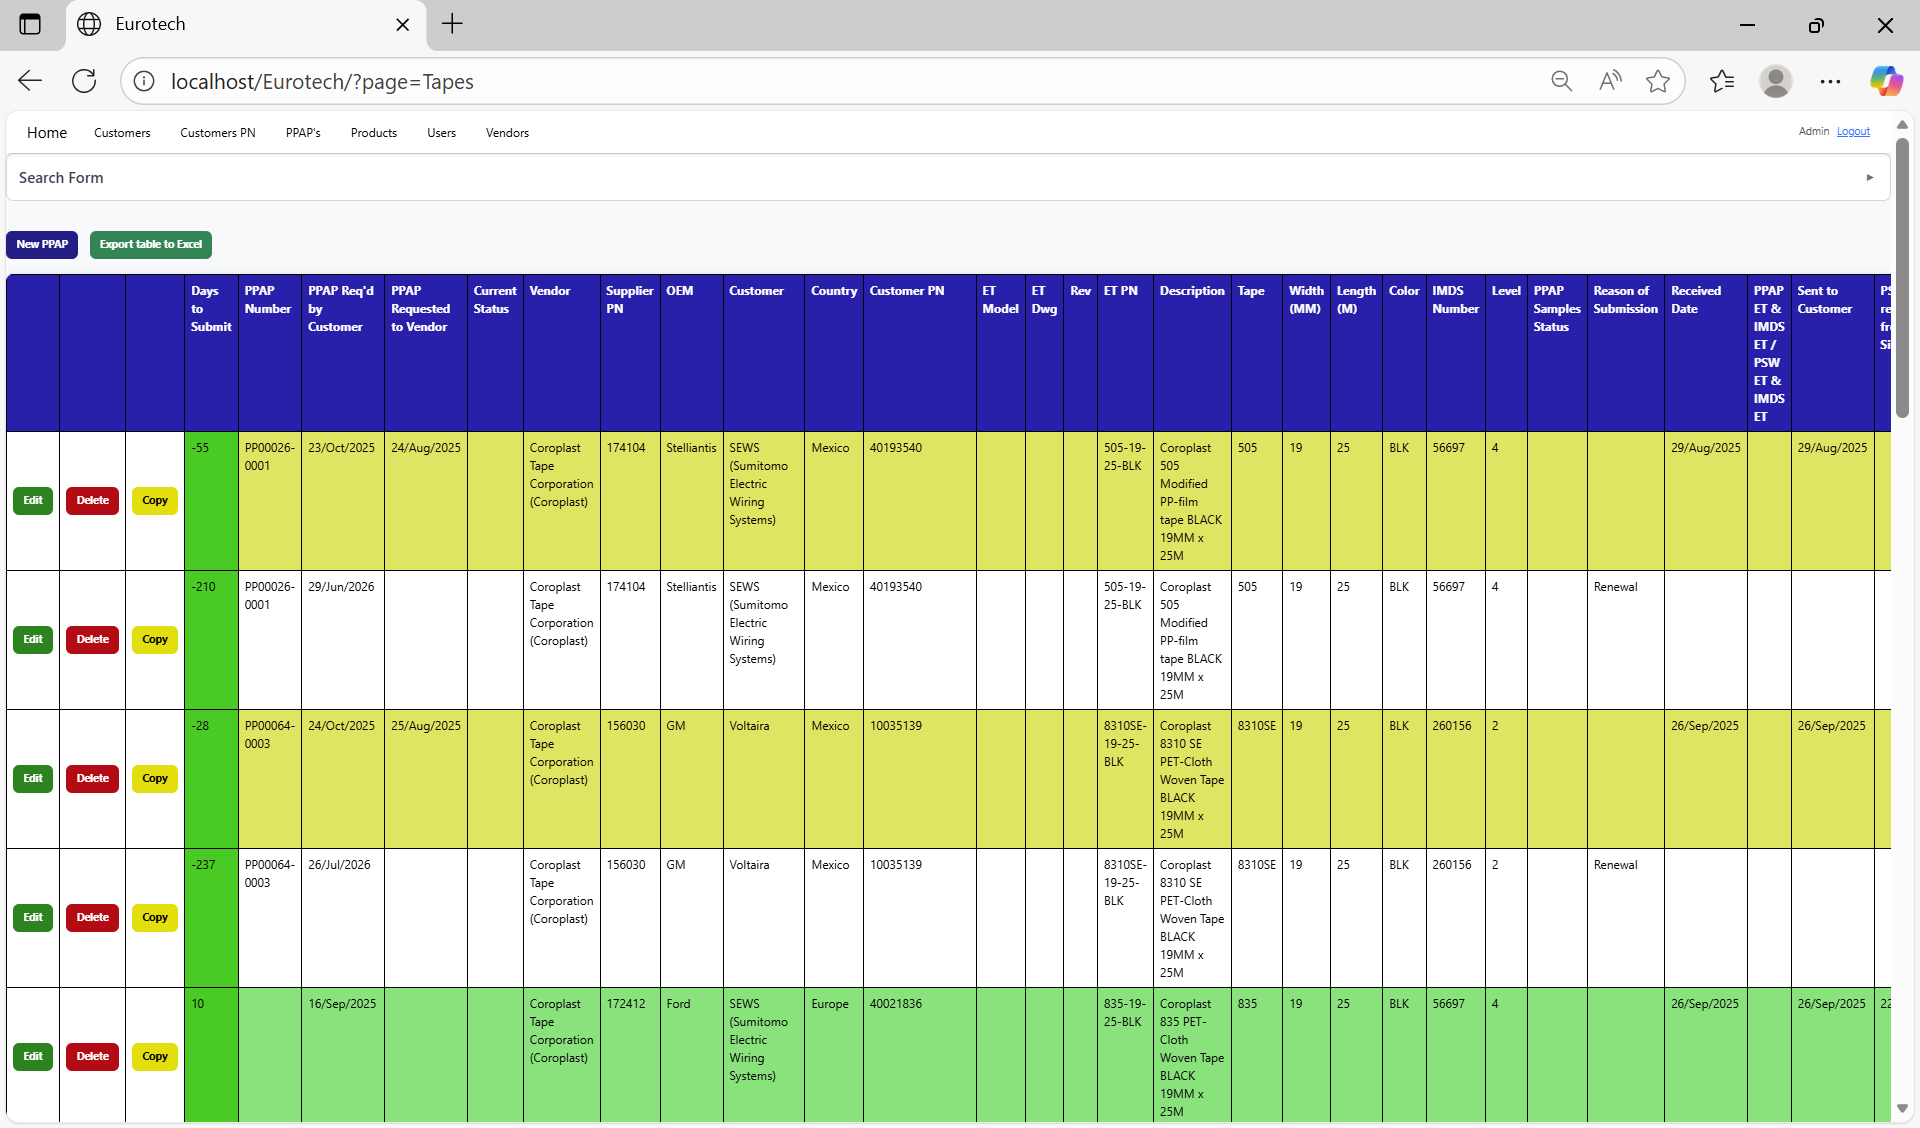 Eurotech
localhost/Eurotech/?page=Tapes
Home Customers Customers PN PPAP's Products Users Vendors Admin Logout
Search Form
New PPAP Export table to Excel
Days to Submit
PPAP Number
PPAP Req'd by Customer
PPAP Requested to Vendor
Current Status
Vendor
Supplier PN
OEM
Customer
Country
Customer PN
ET Model
ET Dwg
Rev
ET PN
Description
Tape
Width (MM)
Length (M)
Color
IMDS Number
Level
PPAP Samples Status
Reason of Submission
Received Date
PPAP ET & IMDS ET / PSW ET & IMDS ET
Sent to Customer
Edit Delete Copy -55 PP00026-0001 23/Oct/2025 24/Aug/2025 Coroplast Tape Corporation (Coroplast) 174104 Stelliantis SEWS (Sumitomo Electric Wiring Systems) Mexico 40193540 505-19-25-BLK Coroplast 505 Modified PP-film tape BLACK 19MM x 25M 505 19 25 BLK 56697 4 29/Aug/2025 29/Aug/2025
Edit Delete Copy -210 PP00026-0001 29/Jun/2026 Coroplast Tape Corporation (Coroplast) 174104 Stelliantis SEWS (Sumitomo Electric Wiring Systems) Mexico 40193540 505-19-25-BLK Coroplast 505 Modified PP-film tape BLACK 19MM x 25M 505 19 25 BLK 56697 4 Renewal
Edit Delete Copy -28 PP00064-0003 24/Oct/2025 25/Aug/2025 Coroplast Tape Corporation (Coroplast) 156030 GM Voltaira Mexico 10035139 8310SE-19-25-BLK Coroplast 8310 SE PET-Cloth Woven Tape BLACK 19MM x 25M 8310SE 19 25 BLK 260156 2 26/Sep/2025 26/Sep/2025
Edit Delete Copy -237 PP00064-0003 26/Jul/2026 Coroplast Tape Corporation (Coroplast) 156030 GM Voltaira Mexico 10035139 8310SE-19-25-BLK Coroplast 8310 SE PET-Cloth Woven Tape BLACK 19MM x 25M 8310SE 19 25 BLK 260156 2 Renewal
Edit Delete Copy 10 16/Sep/2025 Coroplast Tape Corporation (Coroplast) 172412 Ford SEWS (Sumitomo Electric Wiring Systems) Europe 40021836 835-19-25-BLK Coroplast 835 PET-Cloth Woven Tape BLACK 19MM x 25M 835 19 25 BLK 56697 4 26/Sep/2025 26/Sep/2025